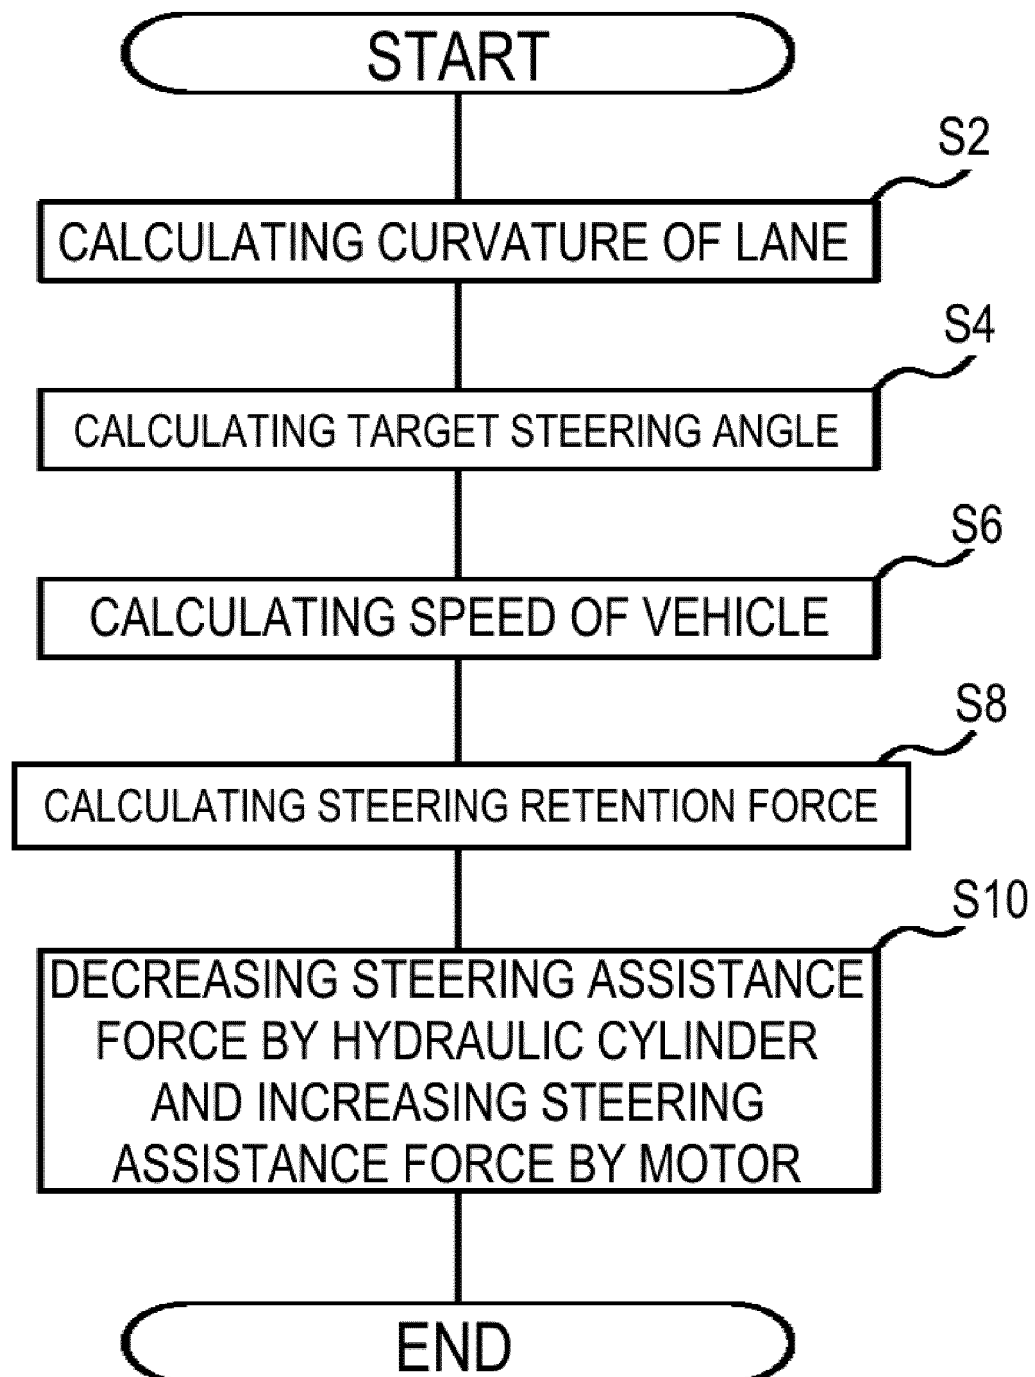 START
S2
CALCULATING CURVATURE OF LANE
S4
CALCULATING TARGET STEERING ANGLE
S6
CALCULATING SPEED OF VEHICLE
S8
CALCULATING STEERING RETENTION FORCE
S10
DECREASING STEERING ASSISTANCE
FORCE BY HYDRAULIC CYLINDER
AND INCREASING STEERING
ASSISTANCE FORCE BY MOTOR
END